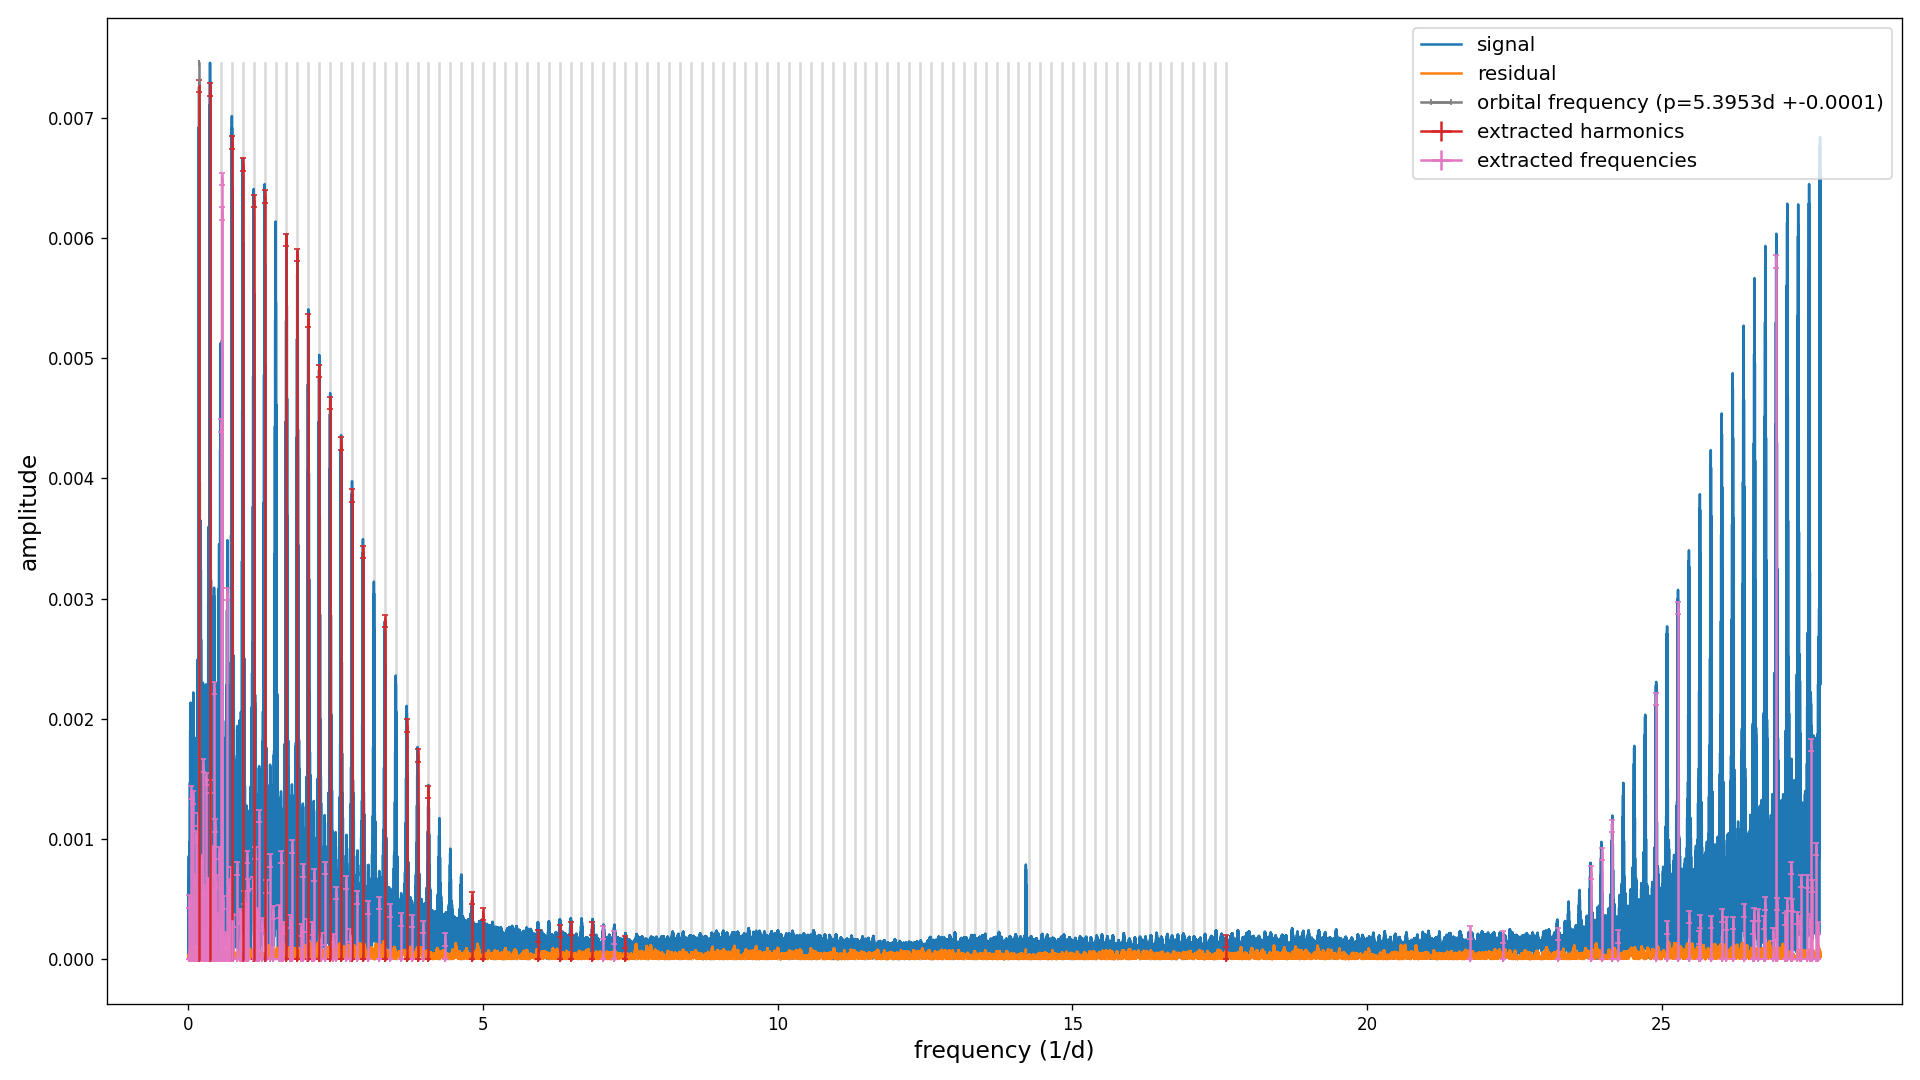 signal
residual
orbital frequency (p=5.3953d +-0.0001)
extracted harmonics
extracted frequencies
amplitude
0.007
0.006
0.005
0.004
0.003
0.002
0.001
0.000
0 5 10 15 20 25
frequency (1/d)